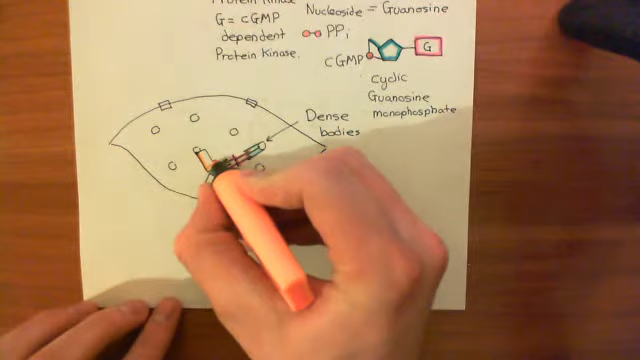 Protein Kinase
G = cGMP
dependent
Protein Kinase.
Nucleoside = Guanosine
PPi
cGMP
G
cyclic
Guanosine
monophosphate
Dense
bodies